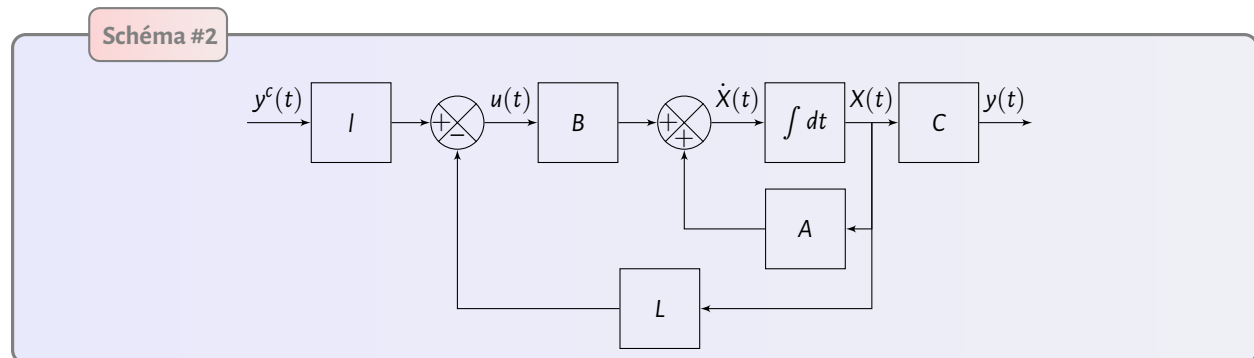 Schéma #2
y^c(t) I + − u(t) B + + Ẋ(t) ∫ dt X(t) C y(t)
A
L